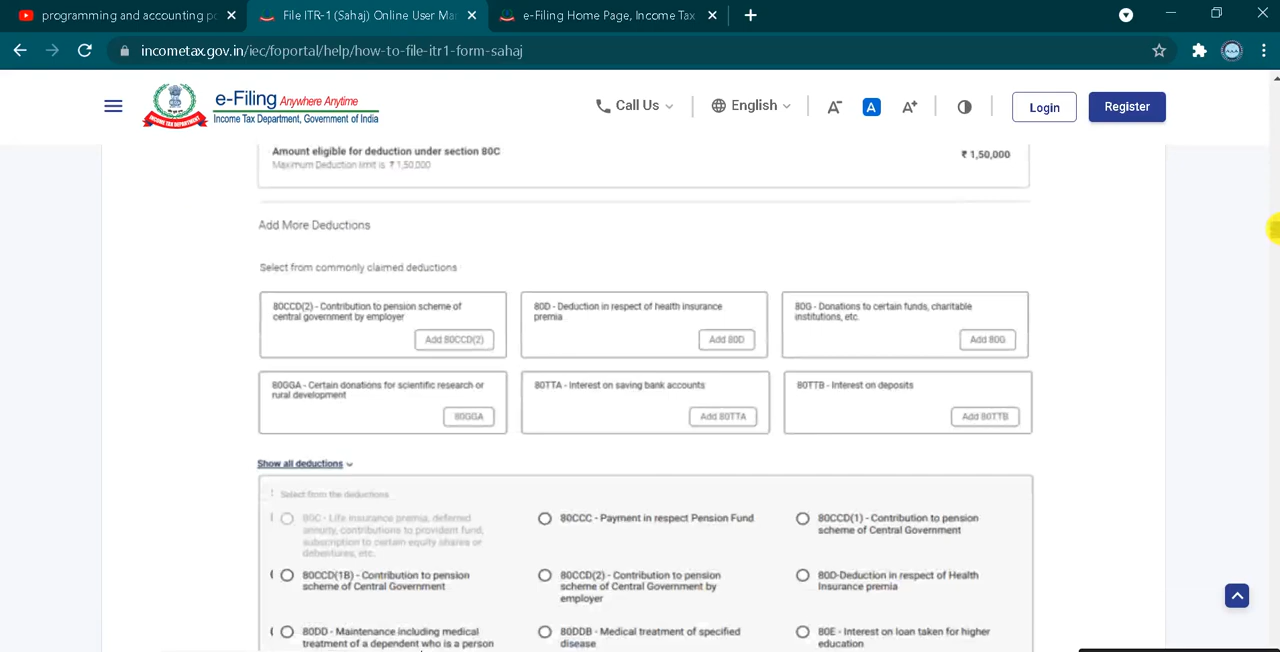 programming and accounting po
File ITR-1 (Sahaj) Online User Mar
e-Filing Home Page, Income Tax
incometax.gov.in/iec/foportal/help/how-to-file-itr1-form-sahaj
e-Filing Anywhere Anytime
Income Tax Department, Government of India
Call Us
English
A-
A
A+
Login
Register
Amount eligible for deduction under section 80C
₹ 1,50,000
Maximum Deduction limit is ₹ 1,50,000
Add More Deductions
Select from commonly claimed deductions
80CCD(2) - Contribution to pension scheme of
central government by employer
Add 80CCD(2)
80D - Deduction in respect of health insurance
premia
Add 80D
80G - Donations to certain funds, charitable
institutions, etc.
Add 80G
80GGA - Certain donations for scientific research or
rural development
80GGA
80TTA - Interest on saving bank accounts
Add 80TTA
80TTB - Interest on deposits
Add 80TTB
Show all deductions
Select from the deductions
80C - Life insurance premia, deferred
annuity, contributions to provident fund,
subscription to certain equity shares or
debentures, etc.
80CCC - Payment in respect Pension Fund
80CCD(1) - Contribution to pension
scheme of Central Government
80CCD(1B) - Contribution to pension
scheme of Central Government
80CCD(2) - Contribution to pension
scheme of Central Government by
employer
80D-Deduction in respect of Health
Insurance premia
80DD - Maintenance including medical
treatment of a dependent who is a person
80DDB - Medical treatment of specified
disease
80E - Interest on loan taken for higher
education